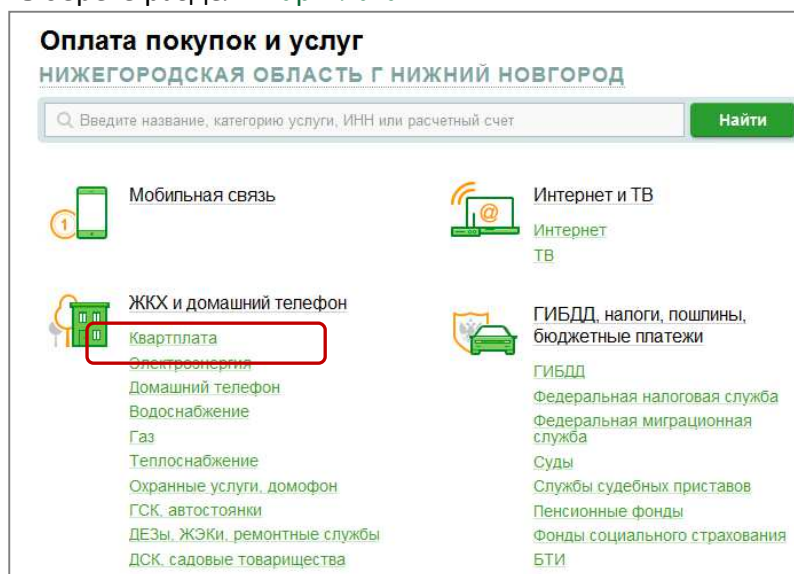 Оплата покупок и услуг
НИЖЕГОРОДСКАЯ ОБЛАСТЬ Г НИЖНИЙ НОВГОРОД
Введите название, категорию услуги, ИНН или расчетный счет
Найти
Мобильная связь
1
ЖКХ и домашний телефон
Квартплата
Электроэнергия
Домашний телефон
Водоснабжение
Газ
Теплоснабжение
Охранные услуги, домофон
ГСК, автостоянки
ДЕЗы, ЖЭКи, ремонтные службы
ДСК, садовые товарищества
@
Интернет и ТВ
Интернет
ТВ
ГИБДД, налоги, пошлины,
бюджетные платежи
ГИБДД
Федеральная налоговая служба
Федеральная миграционная
служба
Суды
Службы судебных приставов
Пенсионные фонды
Фонды социального страхования
БТИ